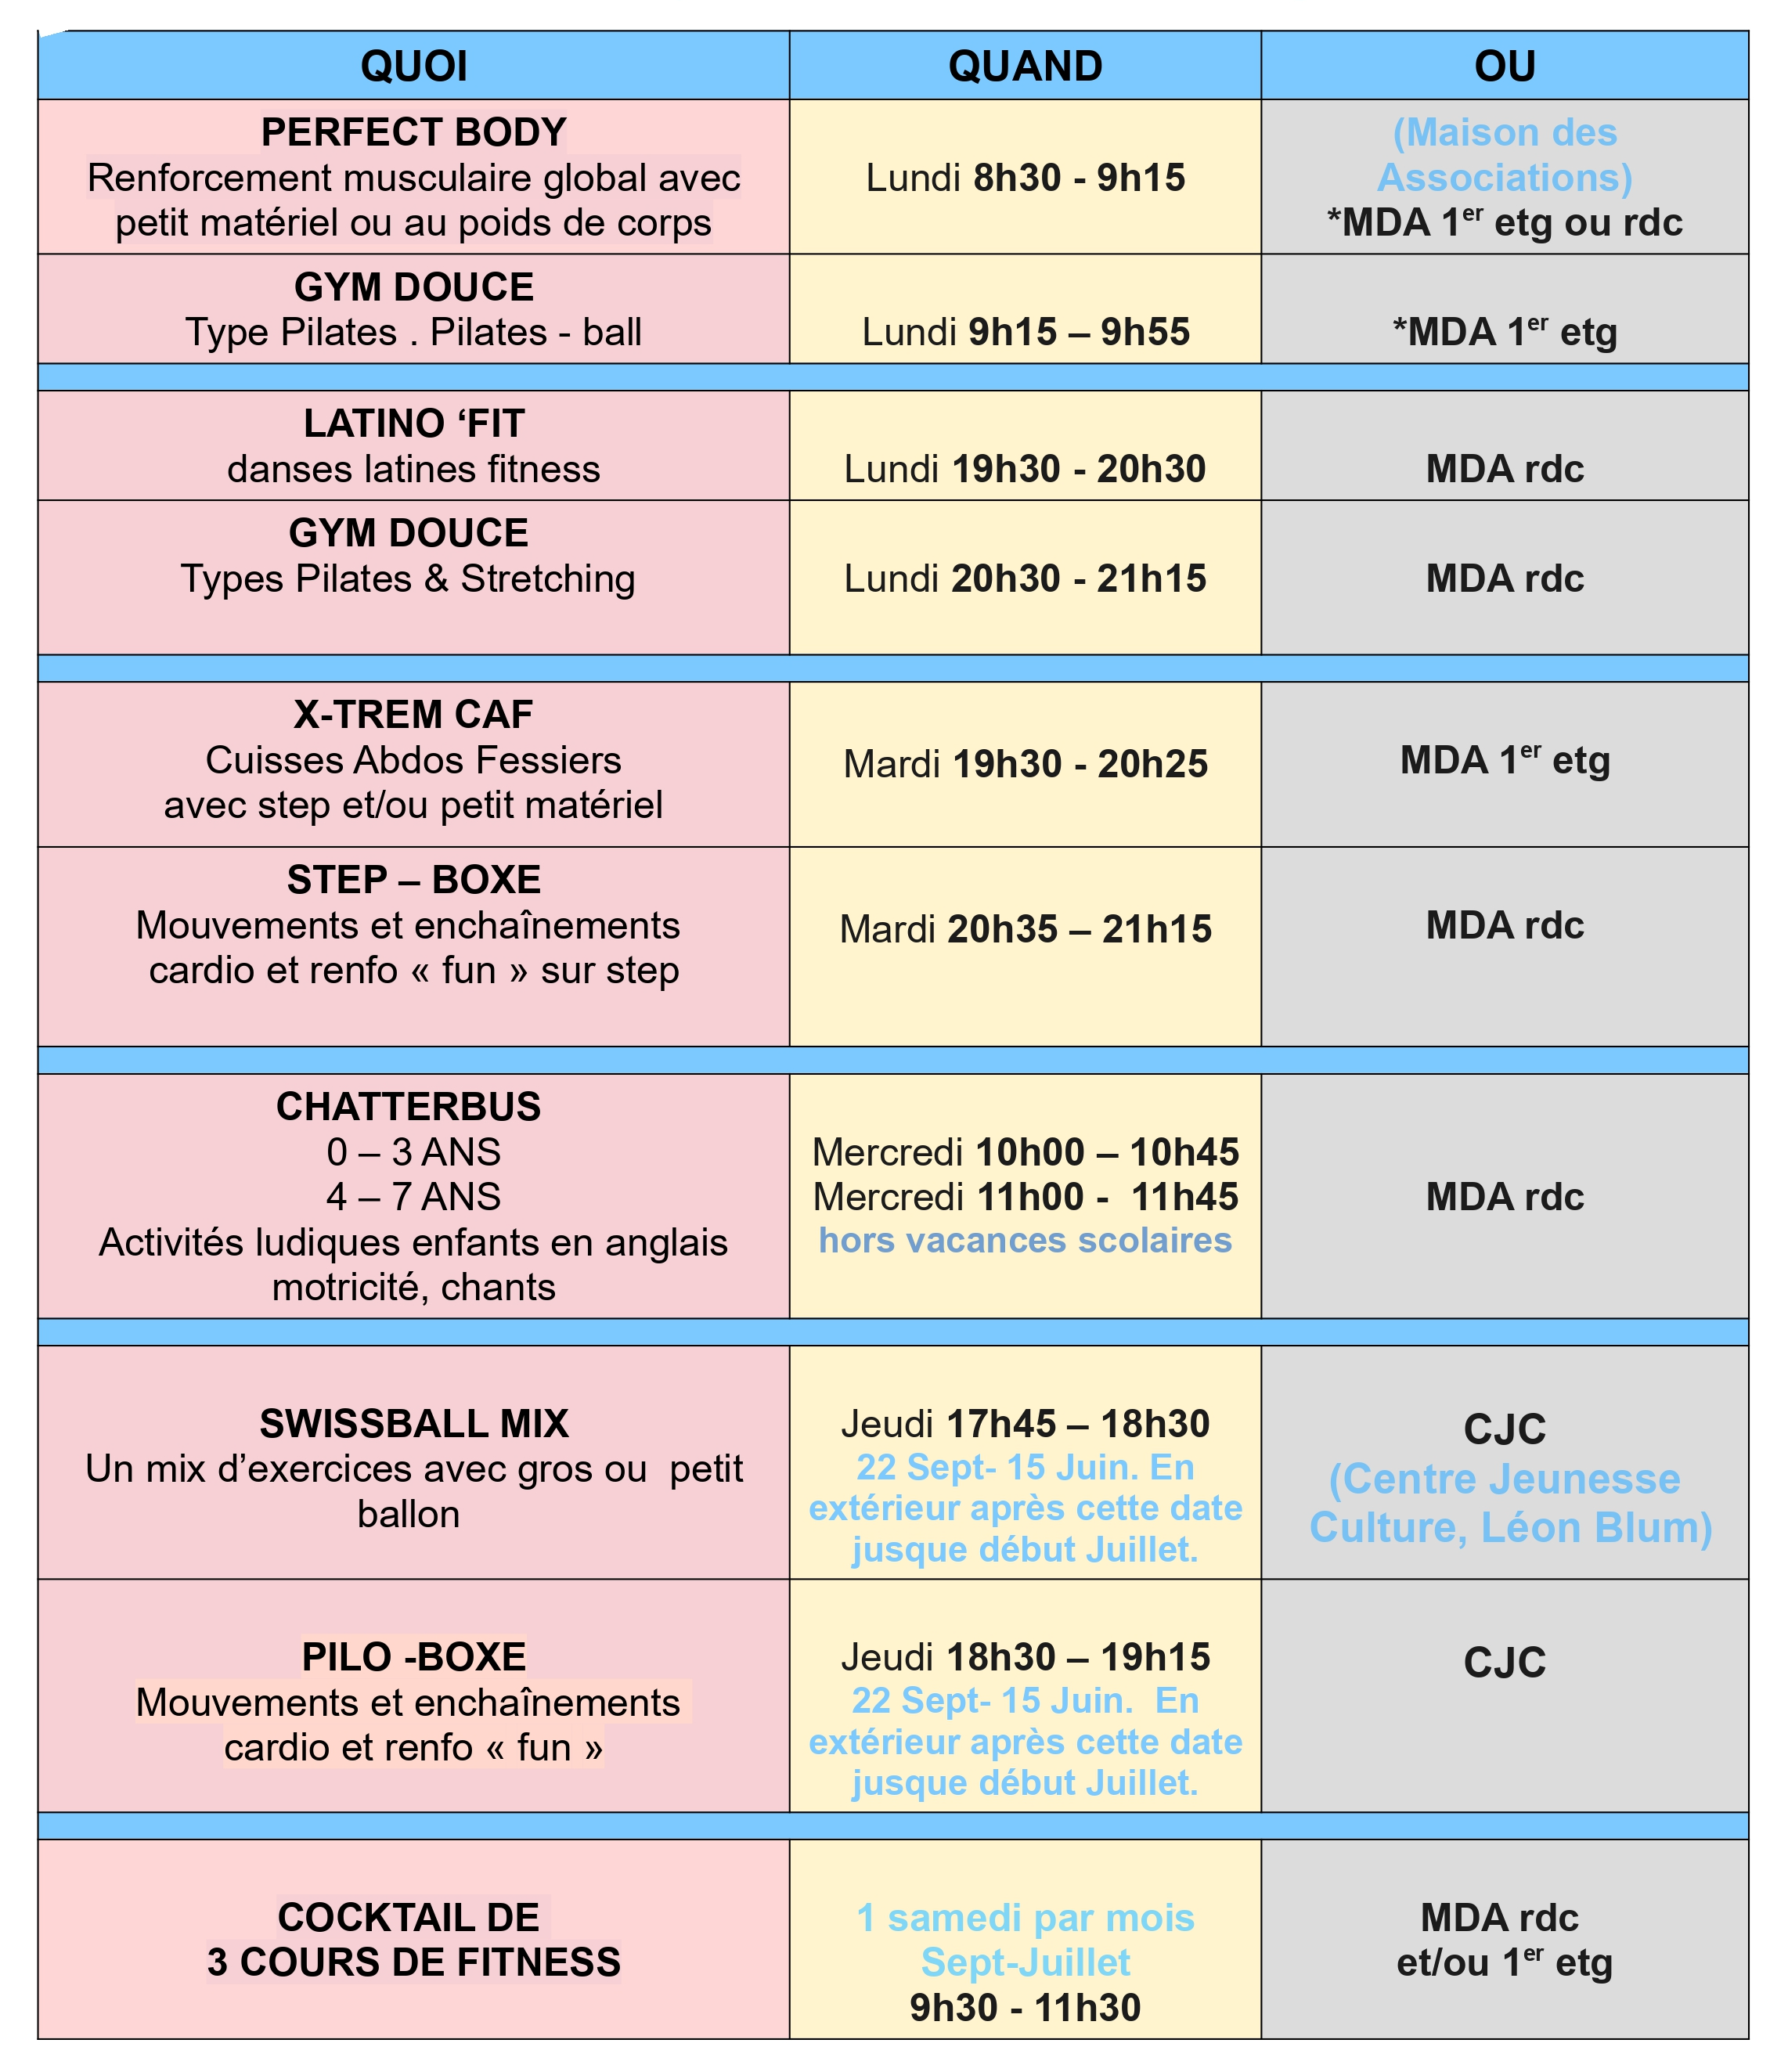 QUOI QUAND OU
PERFECT BODY
Renforcement musculaire global avec
petit matériel ou au poids de corps
Lundi 8h30 - 9h15
(Maison des
Associations)
*MDA 1er etg ou rdc
GYM DOUCE
Type Pilates . Pilates - ball
Lundi 9h15 – 9h55
*MDA 1er etg
LATINO ‘FIT
danses latines fitness
Lundi 19h30 - 20h30
MDA rdc
GYM DOUCE
Types Pilates & Stretching
Lundi 20h30 - 21h15
MDA rdc
X-TREM CAF
Cuisses Abdos Fessiers
avec step et/ou petit matériel
Mardi 19h30 - 20h25
MDA 1er etg
STEP – BOXE
Mouvements et enchaînements
cardio et renfo « fun » sur step
Mardi 20h35 – 21h15
MDA rdc
CHATTERBUS
0 – 3 ANS
4 – 7 ANS
Activités ludiques enfants en anglais
motricité, chants
Mercredi 10h00 – 10h45
Mercredi 11h00 - 11h45
hors vacances scolaires
MDA rdc
SWISSBALL MIX
Un mix d’exercices avec gros ou petit
ballon
Jeudi 17h45 – 18h30
22 Sept- 15 Juin. En
extérieur après cette date
jusque début Juillet.
CJC
(Centre Jeunesse
Culture, Léon Blum)
PILO -BOXE
Mouvements et enchaînements
cardio et renfo « fun »
Jeudi 18h30 – 19h15
22 Sept- 15 Juin. En
extérieur après cette date
jusque début Juillet.
CJC
COCKTAIL DE
3 COURS DE FITNESS
1 samedi par mois
Sept-Juillet
9h30 - 11h30
MDA rdc
et/ou 1er etg